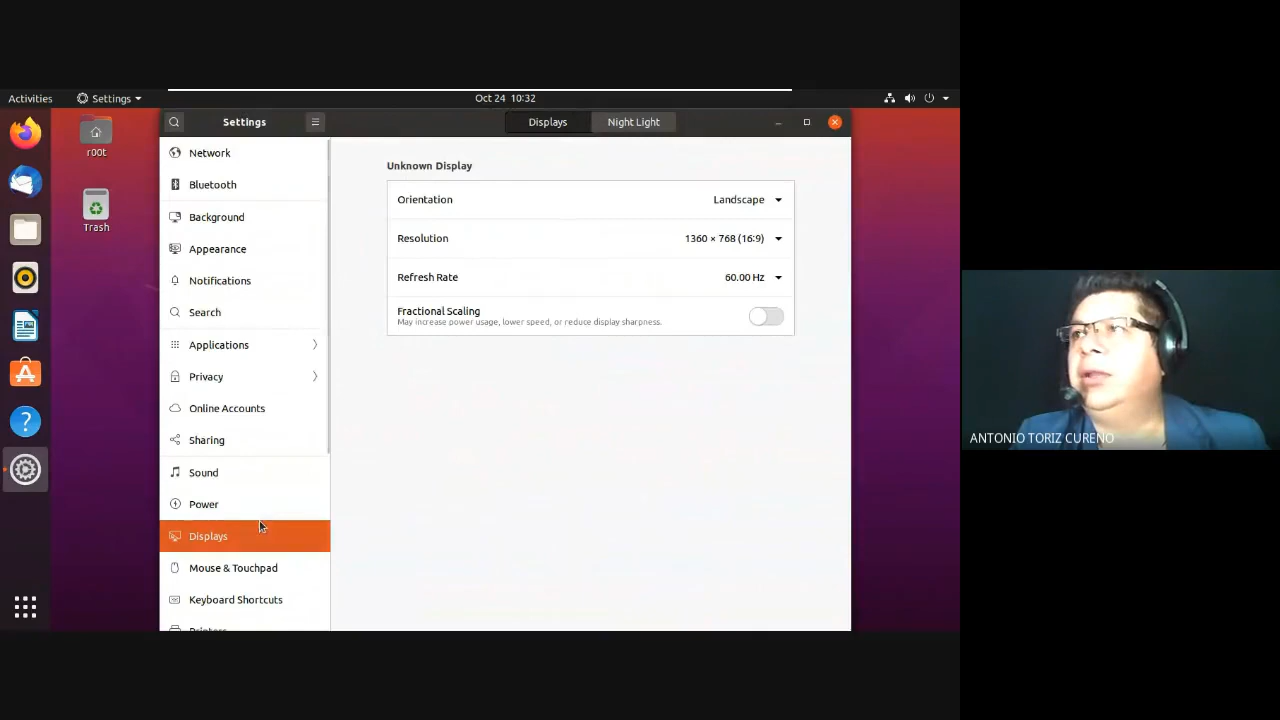 Activities
Settings
Oct 24 10:32
r00t
Trash
Settings
Displays
Night Light
Network
Bluetooth
Background
Appearance
Notifications
Search
Applications
Privacy
Online Accounts
Sharing
Sound
Power
Displays
Mouse & Touchpad
Keyboard Shortcuts
Printers
Unknown Display
Orientation
Landscape
Resolution
1360 × 768 (16:9)
Refresh Rate
60.00 Hz
Fractional Scaling
May increase power usage, lower speed, or reduce display sharpness.
ANTONIO TORIZ CUREÑO